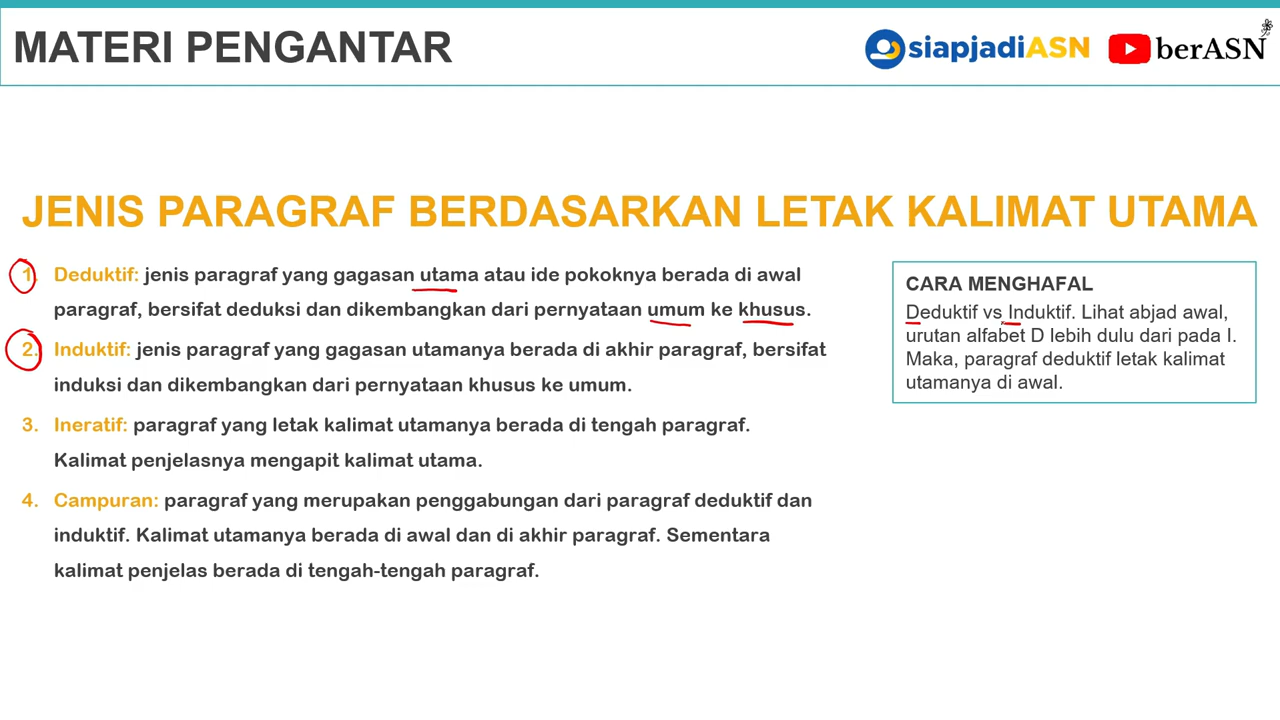 MATERI PENGANTAR
siapjadiASN
berASN
JENIS PARAGRAF BERDASARKAN LETAK KALIMAT UTAMA
1. Deduktif: jenis paragraf yang gagasan utama atau ide pokoknya berada di awal
paragraf, bersifat deduksi dan dikembangkan dari pernyataan umum ke khusus.
2. Induktif: jenis paragraf yang gagasan utamanya berada di akhir paragraf, bersifat
induksi dan dikembangkan dari pernyataan khusus ke umum.
3. Ineratif: paragraf yang letak kalimat utamanya berada di tengah paragraf.
Kalimat penjelasnya mengapit kalimat utama.
4. Campuran: paragraf yang merupakan penggabungan dari paragraf deduktif dan
induktif. Kalimat utamanya berada di awal dan di akhir paragraf. Sementara
kalimat penjelas berada di tengah-tengah paragraf.
CARA MENGHAFAL
Deduktif vs Induktif. Lihat abjad awal,
urutan alfabet D lebih dulu dari pada I.
Maka, paragraf deduktif letak kalimat
utamanya di awal.